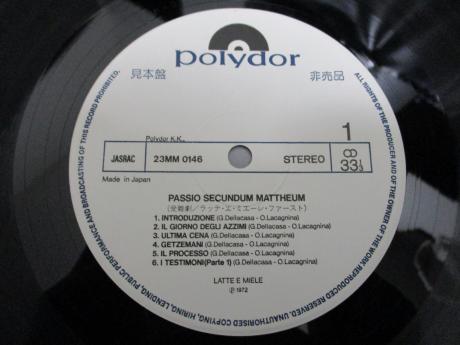 polydor
見本盤
非売品
Polydor K.K.,
1
JASRAC
23MM 0146
STEREO
33 1/3
Made in Japan
PASSIO SECUNDUM MATTHEUM
(受難劇/ラッテ・エ・ミエーレ・ファースト)
1. INTRODUZIONE (G.Dellacasa - O.Lacagnina)
2. IL GIORNO DEGLI AZZIMI (G.Dellacasa - O.Lacagnina)
3. ULTIMA CENA (G.Dellacasa - O.Lacagnina)
4. GETZEMANI (G.Dellacasa - O.Lacagnina)
5. IL PROCESSO (G.Dellacasa - O.Lacagnina)
6. I TESTIMONI(Parte 1) (G.Dellacasa - O.Lacagnina)
LATTE E MIELE
℗ 1972
ALL RIGHTS OF THE PRODUCER AND OF THE OWNER OF THE WORK REPRODUCED RESERVED. UNAUTHORISED COPYING, HIRING, LENDING, PUBLIC PERFORMANCE AND BROADCASTING OF THIS RECORD PROHIBITED.